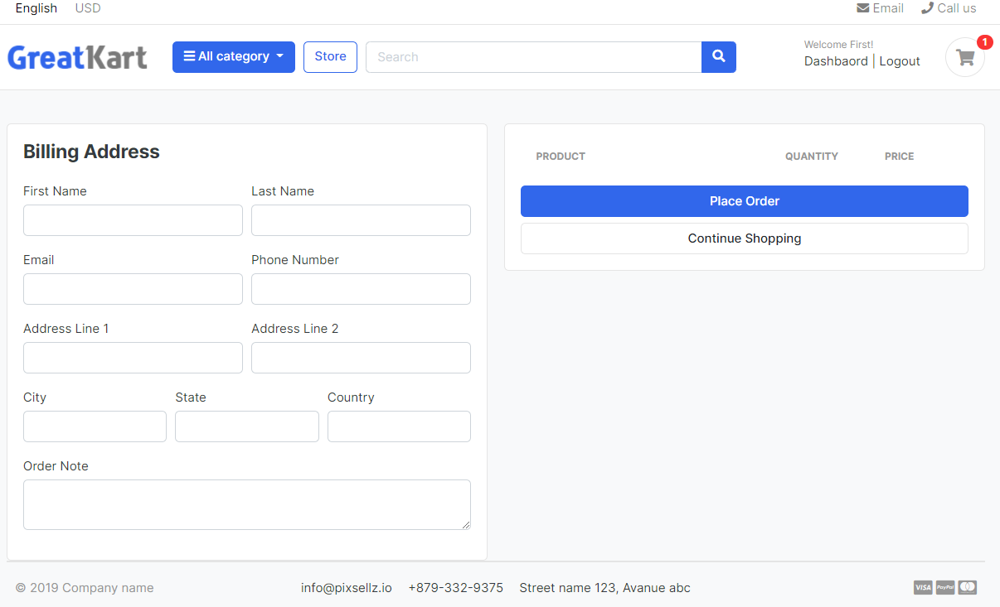 English USD Email Call us
GreatKart All category Store Search Welcome First!
Dashbaord | Logout 1
Billing Address
First Name Last Name
Email Phone Number
Address Line 1 Address Line 2
City State Country
Order Note
PRODUCT QUANTITY PRICE
Place Order
Continue Shopping
© 2019 Company name info@pixsellz.io +879-332-9375 Street name 123, Avanue abc VISA PayPal